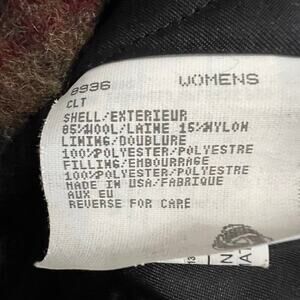 8936 WOMENS
CLT
SHELL/EXTERIEUR
85%WOOL/LAINE 15%NYLON
LINING/DOUBLURE
100%POLYESTER/POLYESTRE
FILLING/EMBOURRAGE
100%POLYESTER/POLYESTRE
MADE IN USA/FABRIQUE
AUX EU
REVERSE FOR CARE